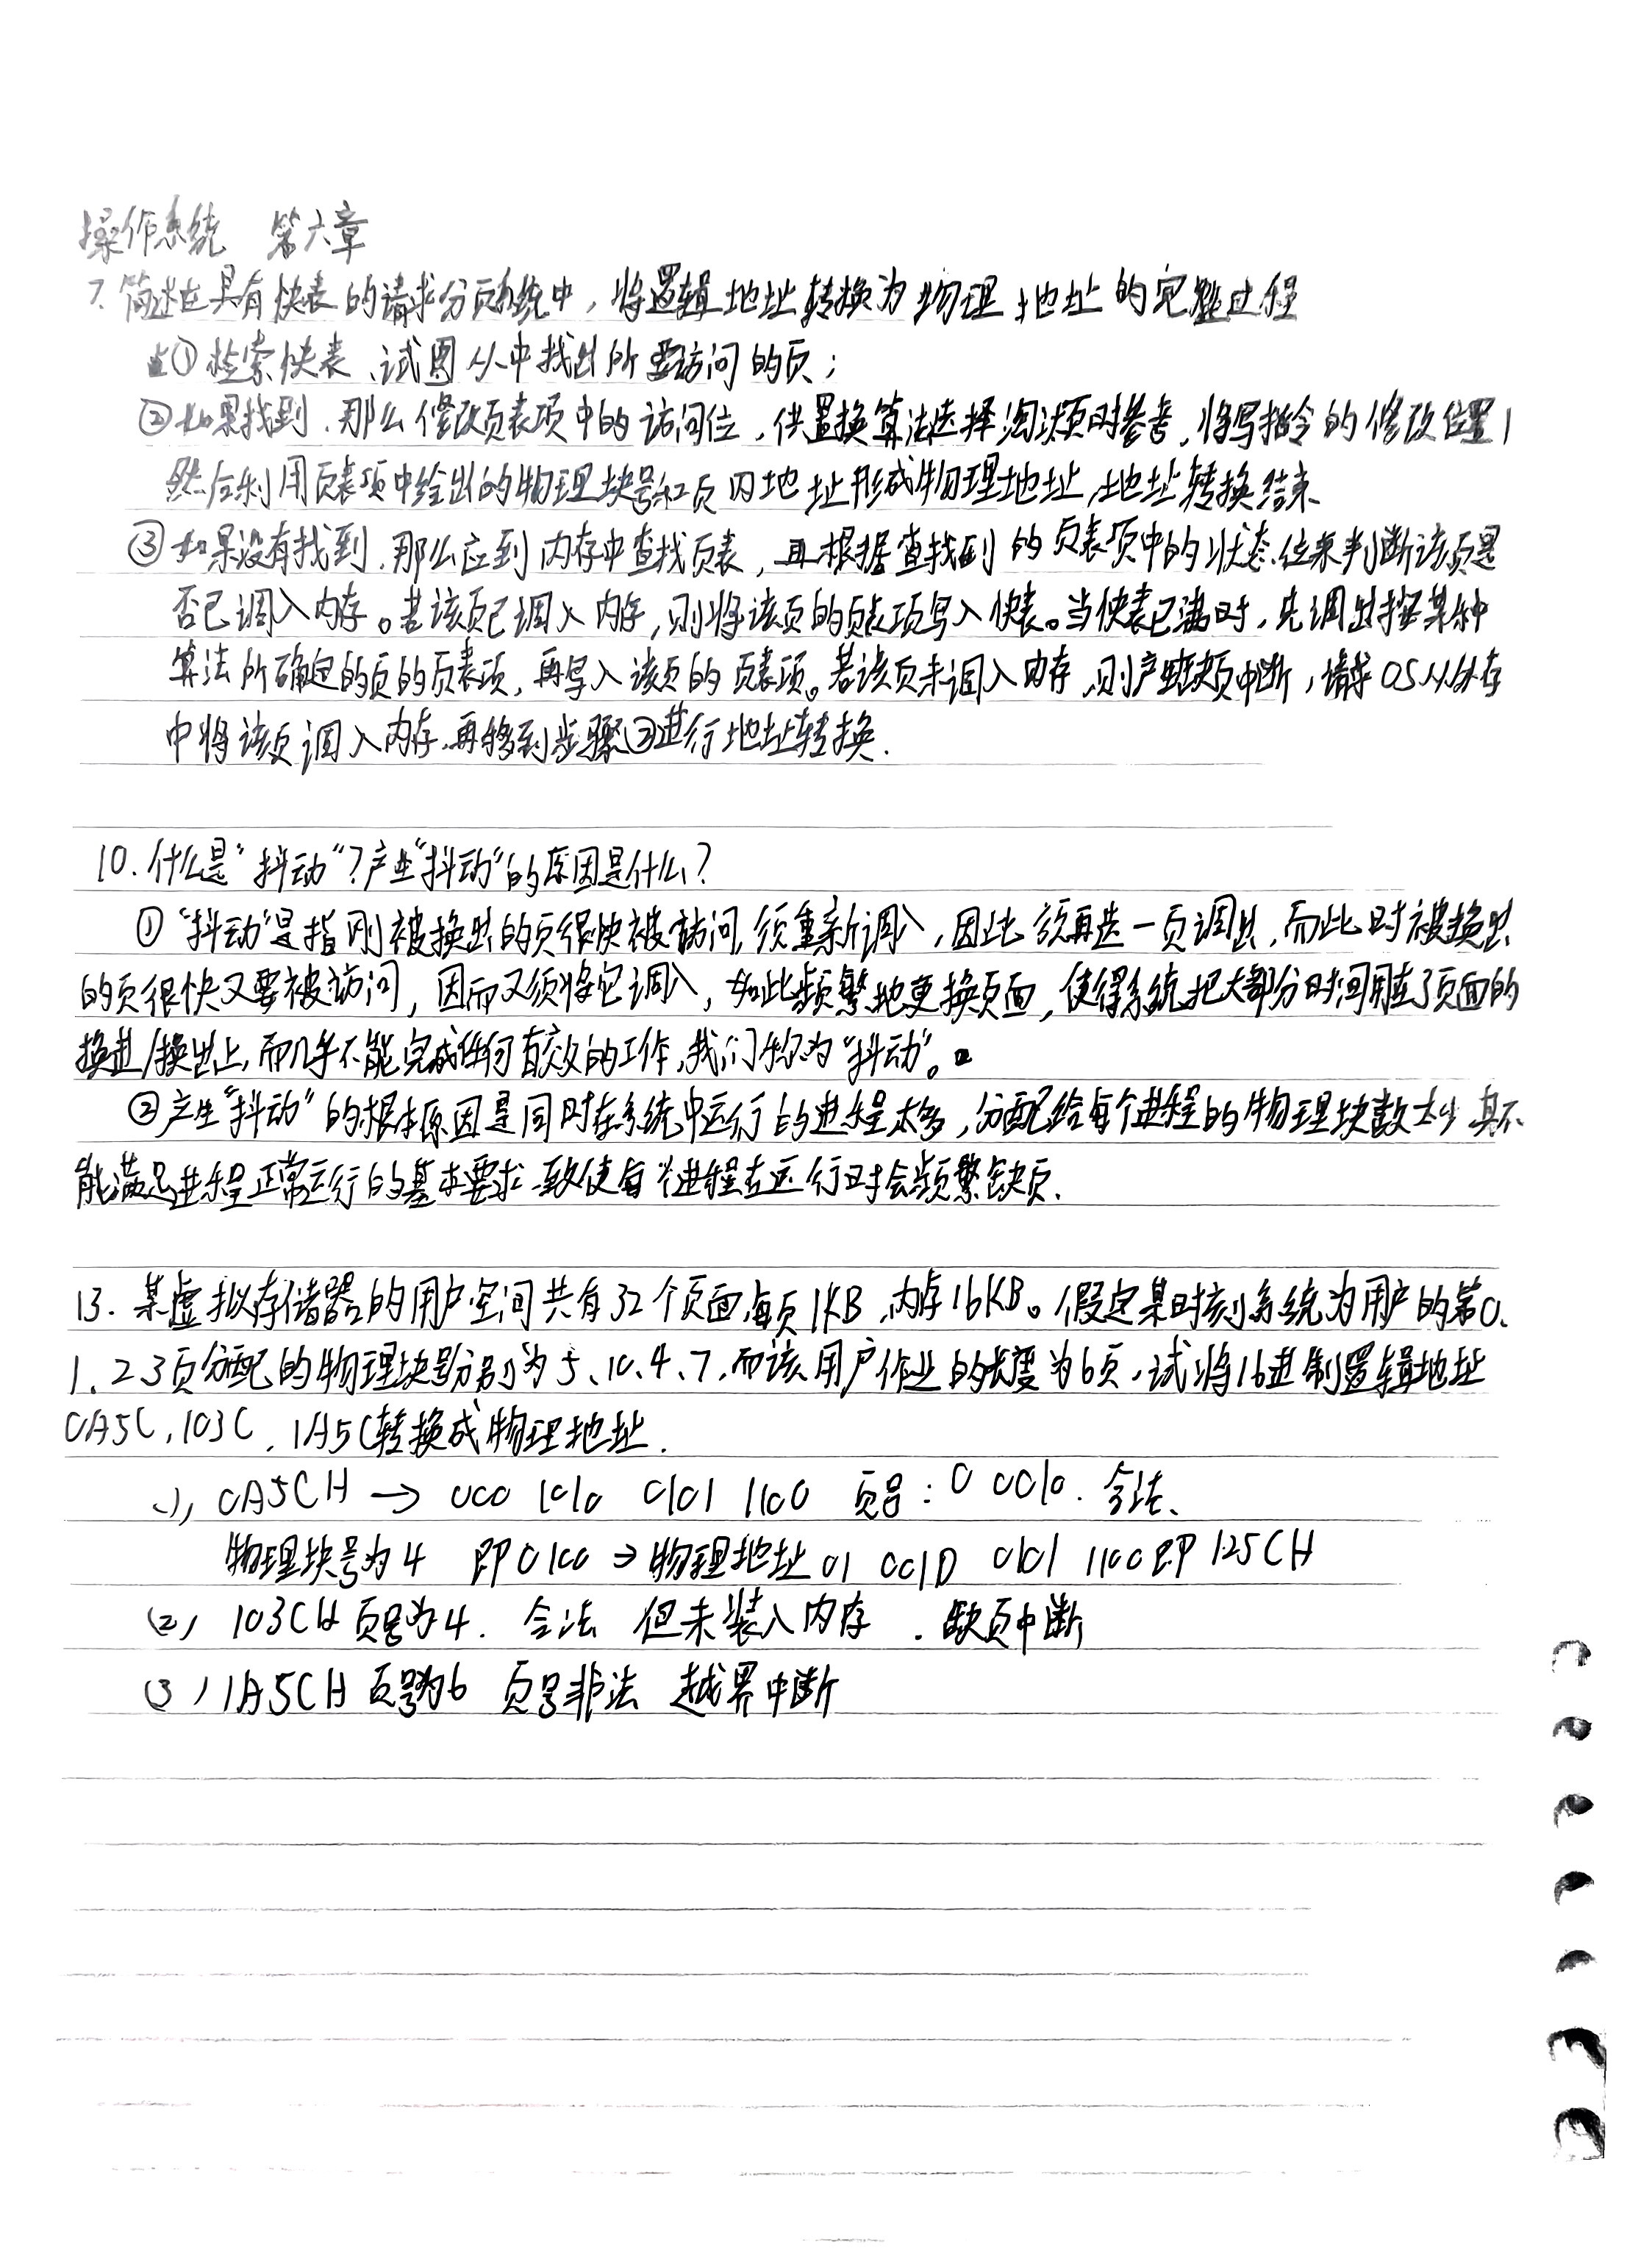 操作系统 第六章
7. 简述在具有快表的请求分页系统中，将逻辑地址转换为物理地址的完整过程
① 检索快表、试图从中找出所要访问的页；
②如果找到、那么修改页表项中的访问位，供置换算法选择淘汰页时参考，将写指令的修改位置1
然后利用页表项中给出的物理块号和页内地址形成物理地址，地址转换结束
③如果没有找到、那么应到内存中查找页表，再根据查找到的页表项中的状态位来判断该页是
否已调入内存。若该页已调入内存，则将该页的页表项写入快表。当快表已满时，先调出按某种
算法所确定的页的页表项，再写入该页的页表项。若该页未调入内存，则产生缺页中断，请求OS从外存
中将该页调入内存，再移到步骤③进行地址转换.
10. 什么是“抖动“？产生“抖动“的原因是什么？
① “抖动“是指刚被换出的页很快被访问，须重新调入，因此须再选一页调出，而此时被换出
的页很快又要被访问，因而又须将它调入，如此频繁地更换页面，使得系统把大部分时间用在了页面的
换进/换出上，而几乎不能完成任何有效的工作，我们称为“抖动”。
②产生“抖动”的根本原因是同时在系统中运行的进程太多，分配给每个进程的物理块数太少 其不
能满足进程正常运行的基本要求、致使每个进程在运行时会频繁缺页.
13. 某虚拟存储器的用户空间共有32个页面，每页1KB，内存16KB。假定某时刻系统为用户的第0、
1、2、3页分配的物理块号分别为5、10、4、7，而该用户作业的长度为6页，试将16进制逻辑地址
0A5C，103C，1A5C转换成物理地址.
(1), 0A5CH → 000 1010 0101 1100 页号：0 0010. 合法、
物理块号为4 即0100 → 物理地址 01 0010 0101 1100即125CH
(2) 103CH 页号为4. 合法 但未装入内存 . 缺页中断
(3) 1A5CH 页号为6 页号非法 越界中断